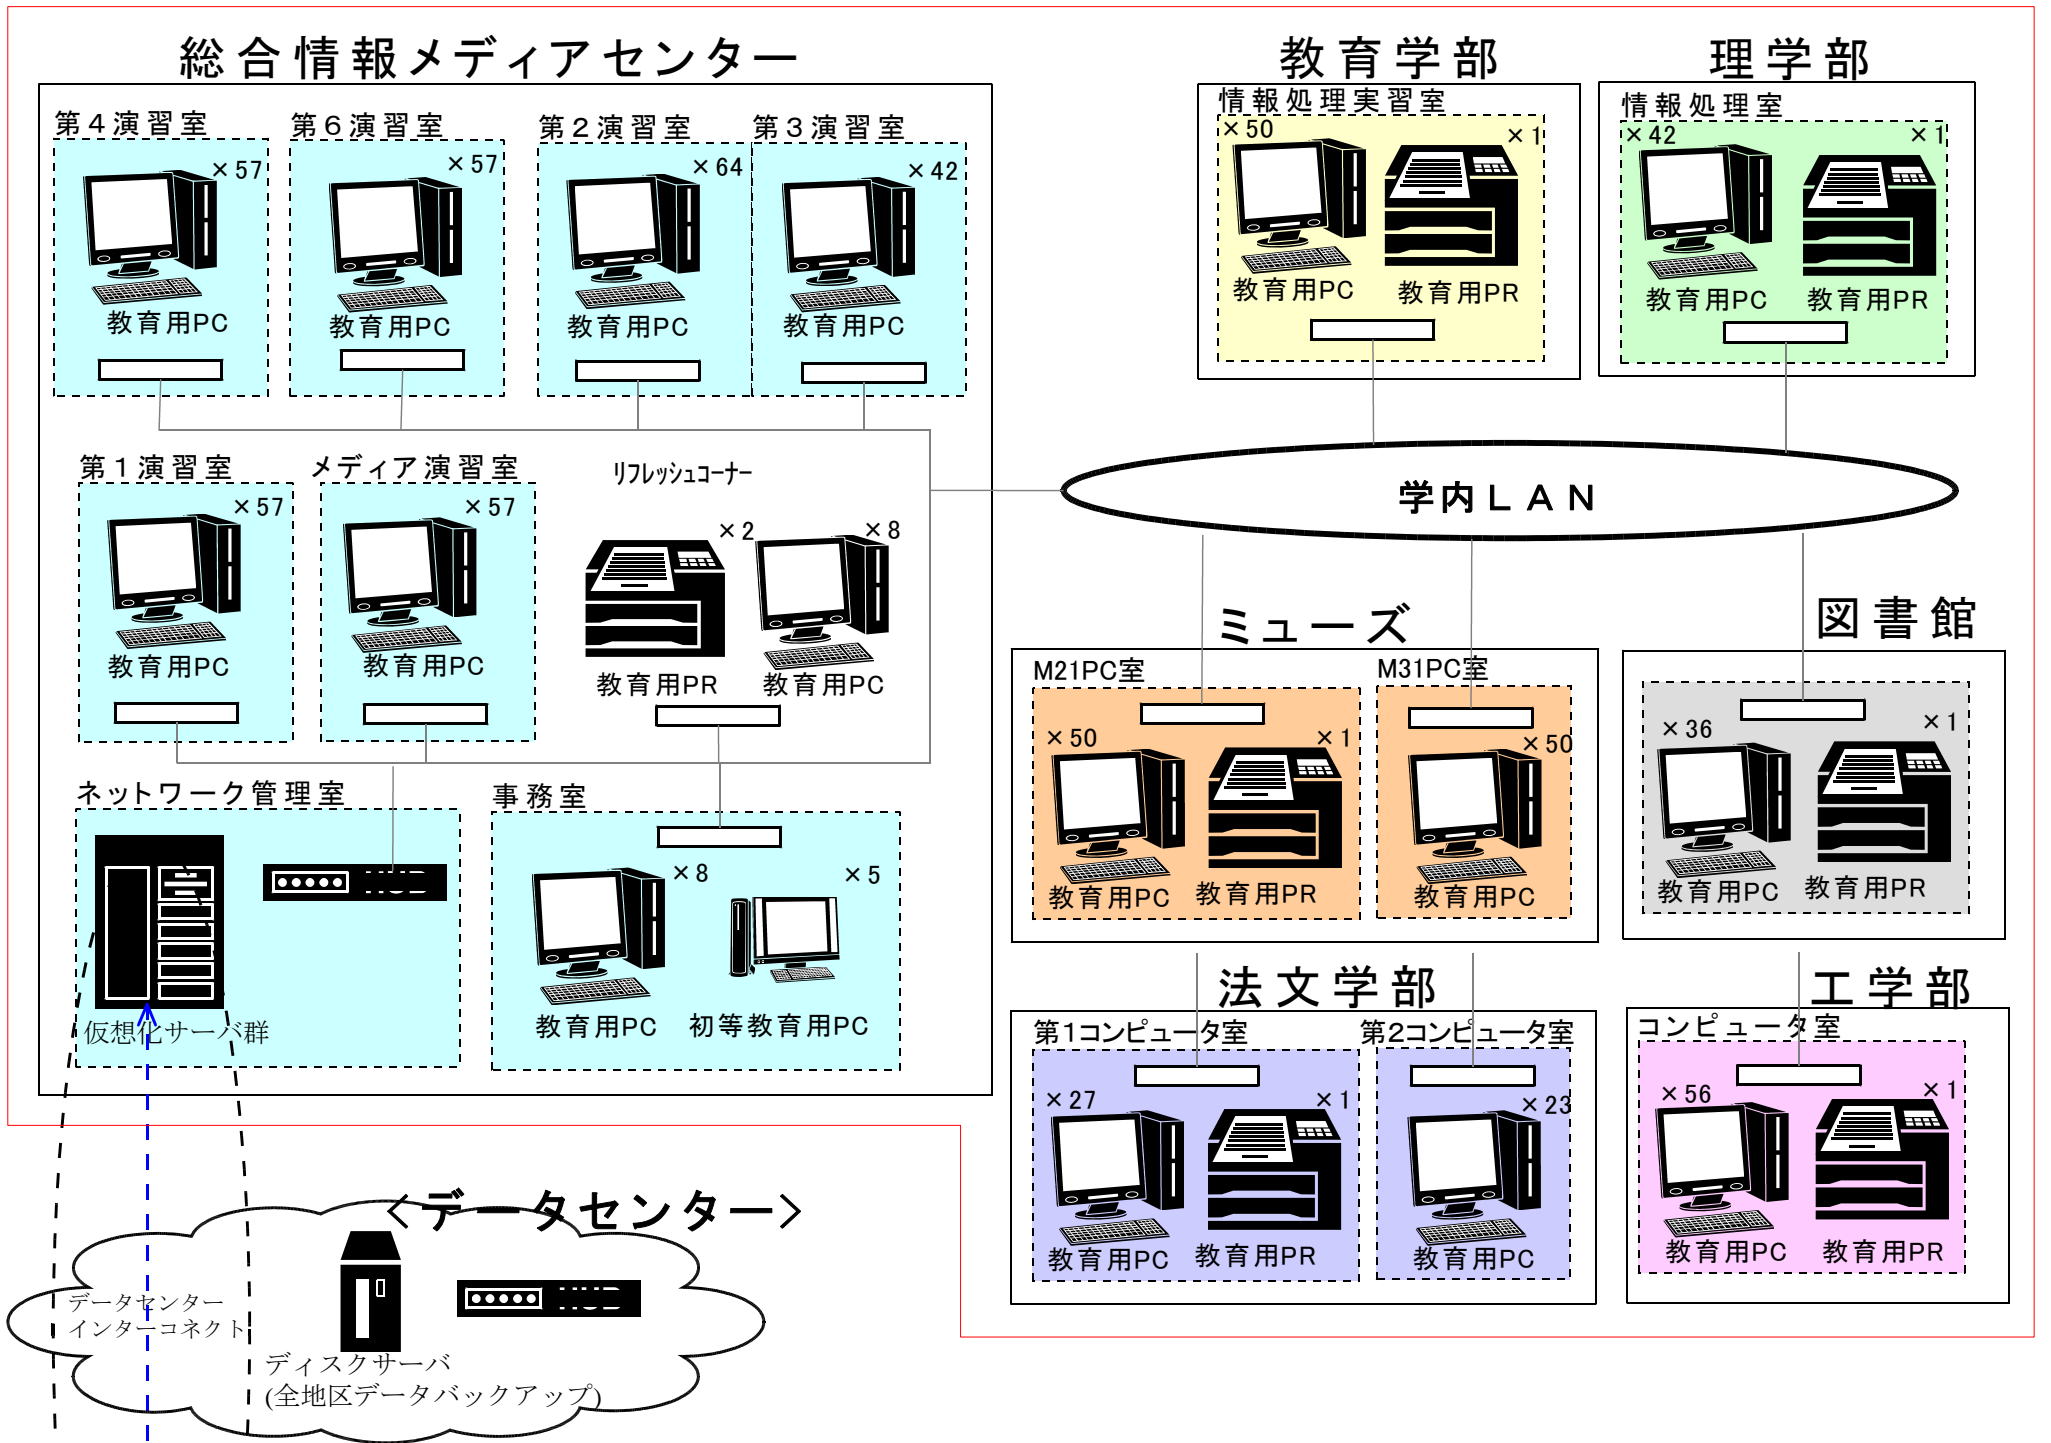 総合情報メディアセンター
教育学部
理学部
第4演習室
第6演習室
第2演習室
第3演習室
情報処理実習室
情報処理室
×57
×57
×64
×42
×50
×1
×42
×1
教育用PC
教育用PC
教育用PC
教育用PC
教育用PC
教育用PR
教育用PC
教育用PR
第1演習室
メディア演習室
リフレッシュコーナー
学内LAN
×57
×57
×2
×8
教育用PC
教育用PC
教育用PR
教育用PC
ミューズ
図書館
M21PC室
M31PC室
×50
×1
×50
×36
×1
教育用PC
教育用PR
教育用PC
教育用PC
教育用PR
ネットワーク管理室
事務室
HUB
×8
×5
仮想化サーバ群
教育用PC
初等教育用PC
法文学部
工学部
第1コンピュータ室
第2コンピュータ室
コンピュータ室
×27
×1
×23
×56
×1
教育用PC
教育用PR
教育用PC
教育用PC
教育用PR
<データセンター>
データセンター
インターコネクト
HUB
ディスクサーバ
(全地区データバックアップ)